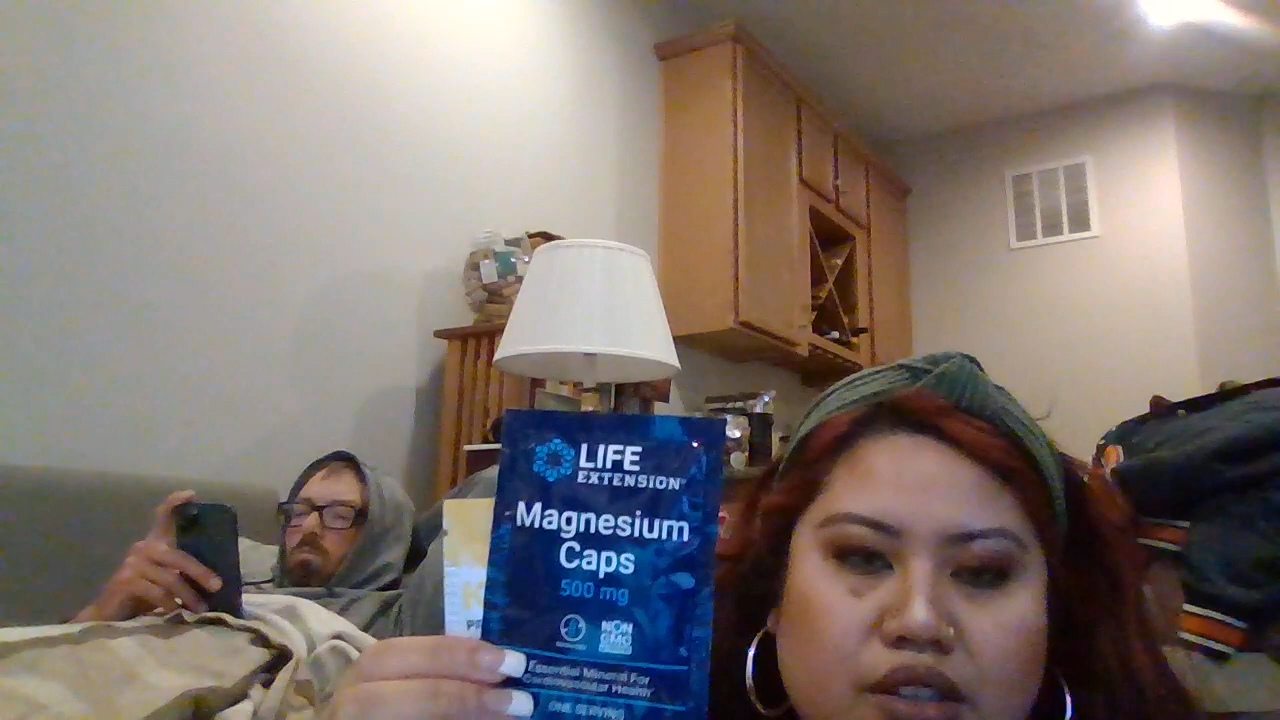 LIFE
EXTENSION
Magnesium
Caps
500 mg
NON
GMO
Essential Mineral For
Cardiovascular Health
ONE SERVING